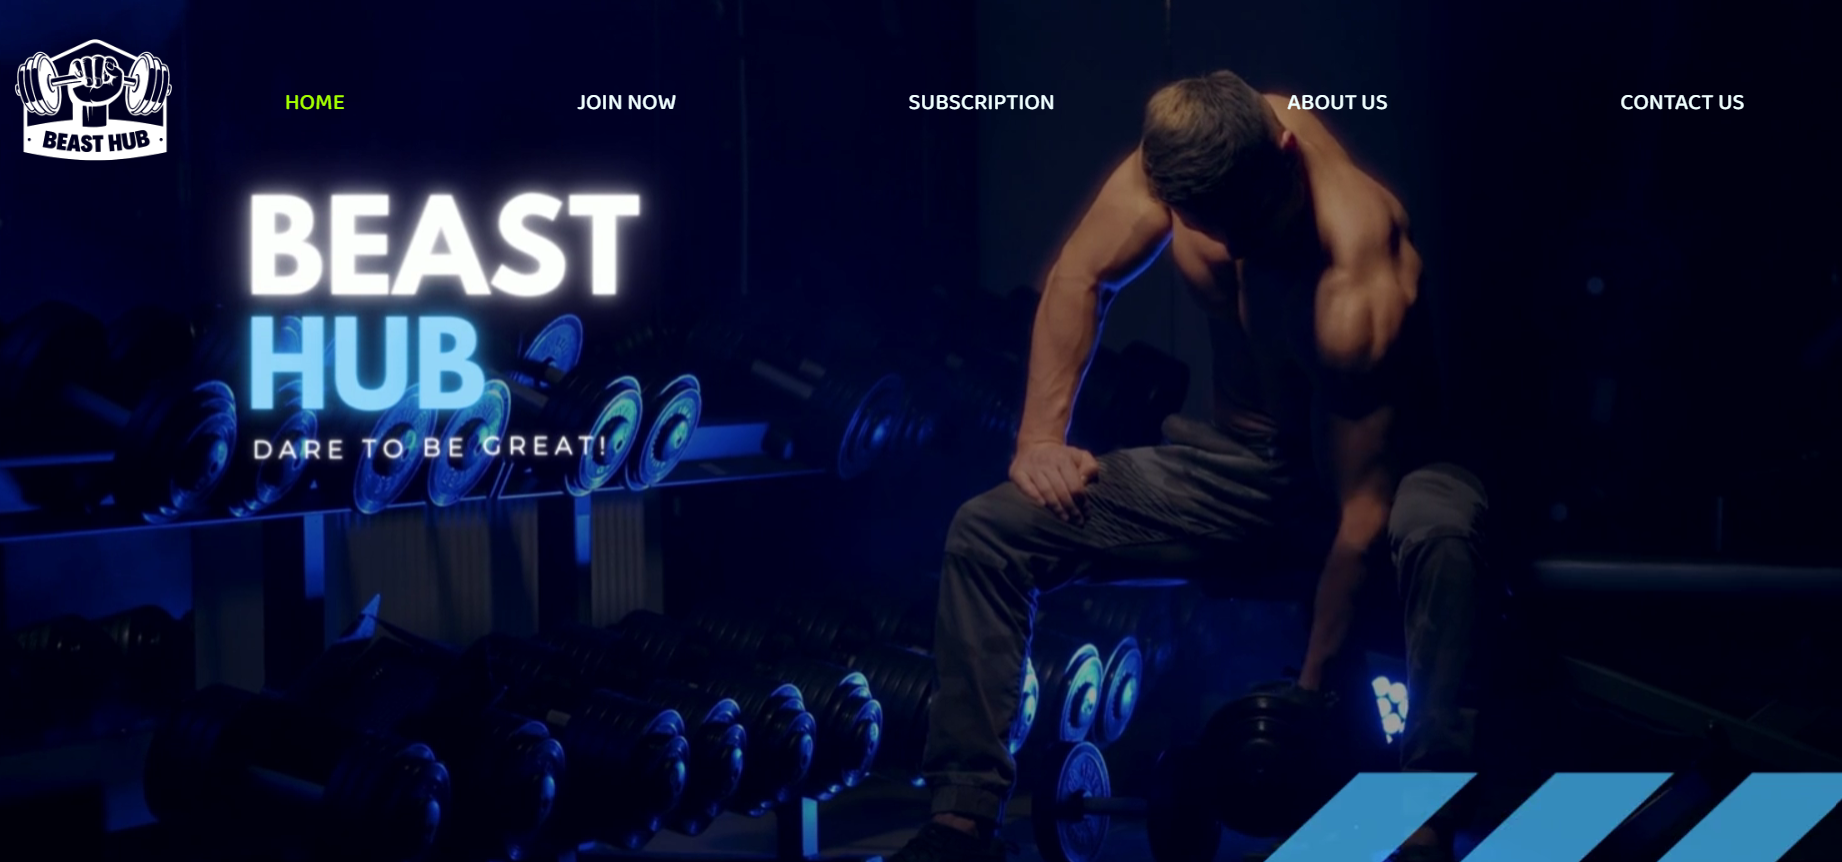 BEAST HUB
HOME
JOIN NOW
SUBSCRIPTION
ABOUT US
CONTACT US
BEAST
HUB
DARE TO BE GREAT!